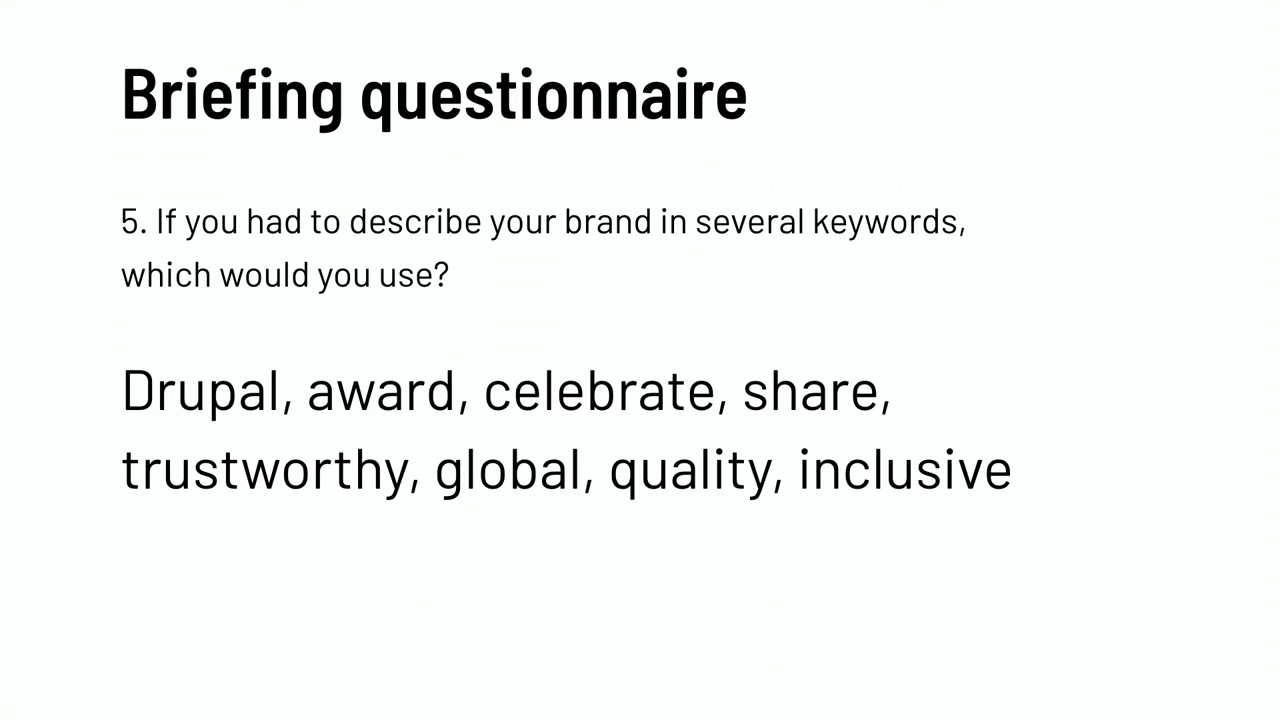 Briefing questionnaire
5. If you had to describe your brand in several keywords,
which would you use?
Drupal, award, celebrate, share,
trustworthy, global, quality, inclusive